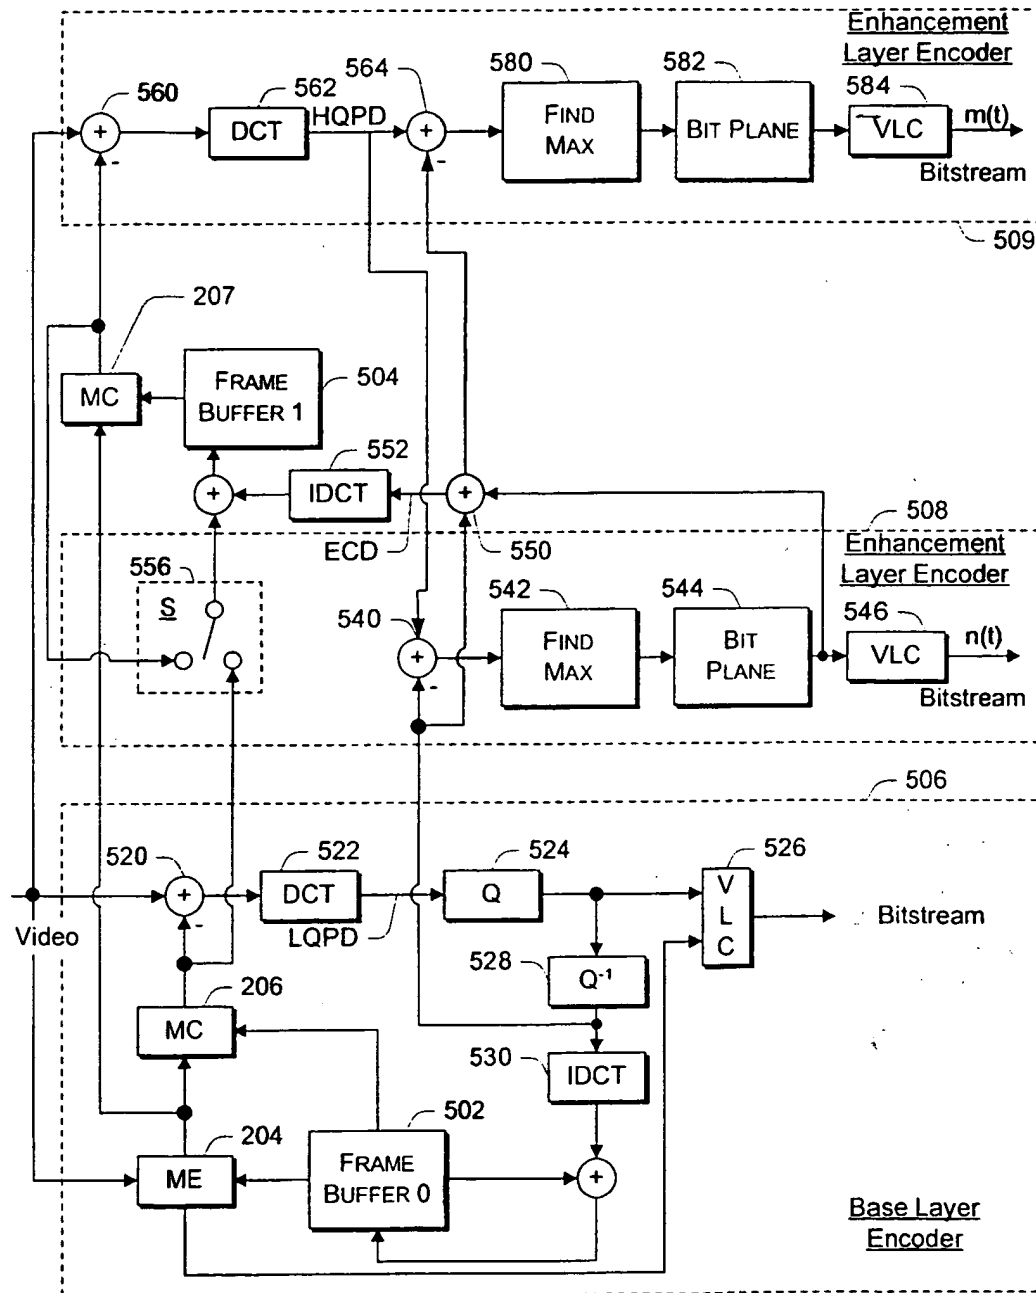 Enhancement
Layer Encoder
560
562
564
580
582
584
+
DCT
HQPD
+
FIND
MAX
BIT PLANE
VLC
m(t)
-
-
Bitstream
509
207
MC
FRAME
BUFFER 1
504
552
+
IDCT
+
ECD
550
508
Enhancement
Layer Encoder
556
S
540
542
544
546
+
FIND
MAX
BIT
PLANE
VLC
n(t)
-
Bitstream
506
520
522
524
526
+
DCT
Q
V
L
C
Video
-
LQPD
Bitstream
528
Q-1
206
MC
530
IDCT
502
204
ME
FRAME
BUFFER 0
+
Base Layer
Encoder